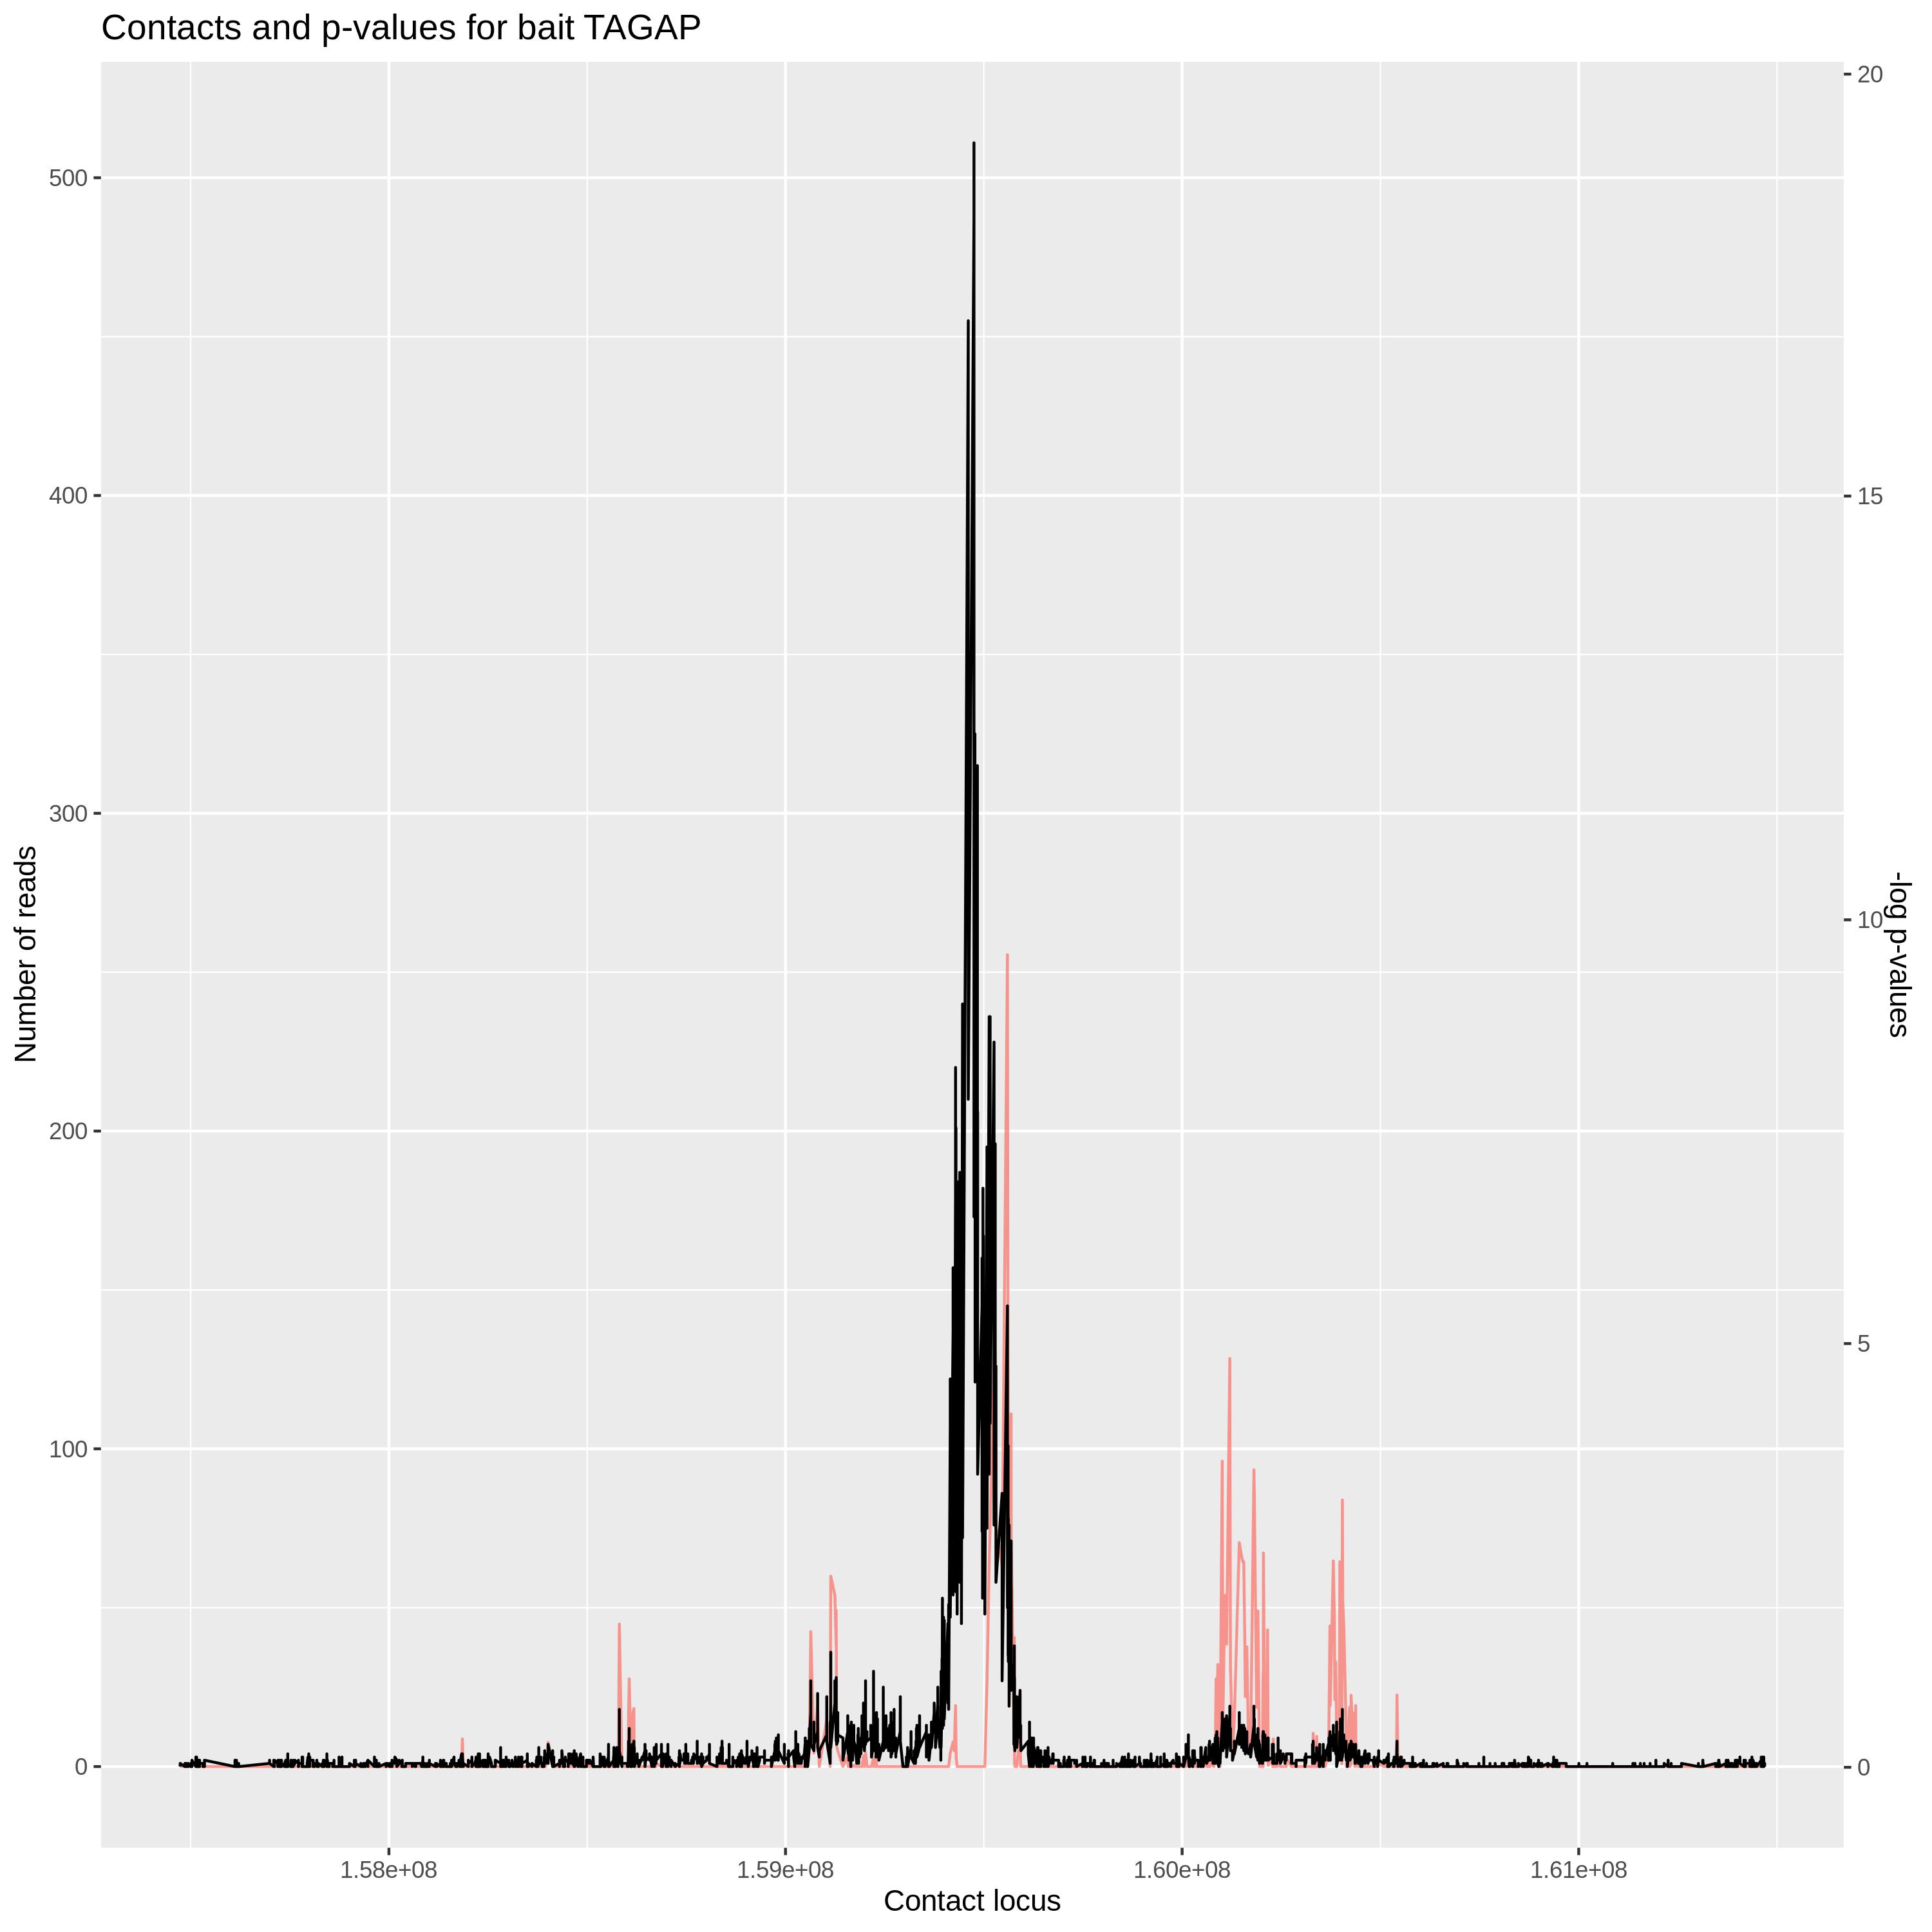 Contacts and p-values for bait TAGAP
Number of reads
500
400
300
200
100
0
20
15
10
5
0
-log p-values
1.58e+08
1.59e+08
1.60e+08
1.61e+08
Contact locus